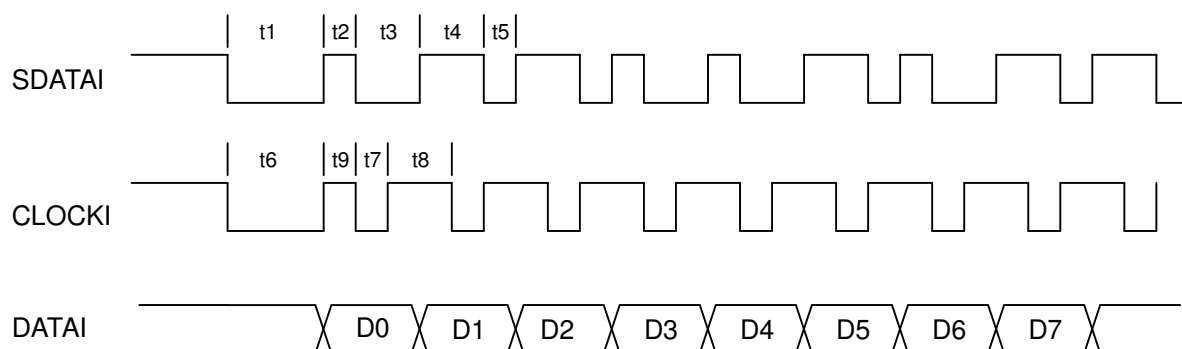 t1 t2 t3 t4 t5
SDATAI
t6 t9 t7 t8
CLOCKI
DATAI D0 D1 D2 D3 D4 D5 D6 D7